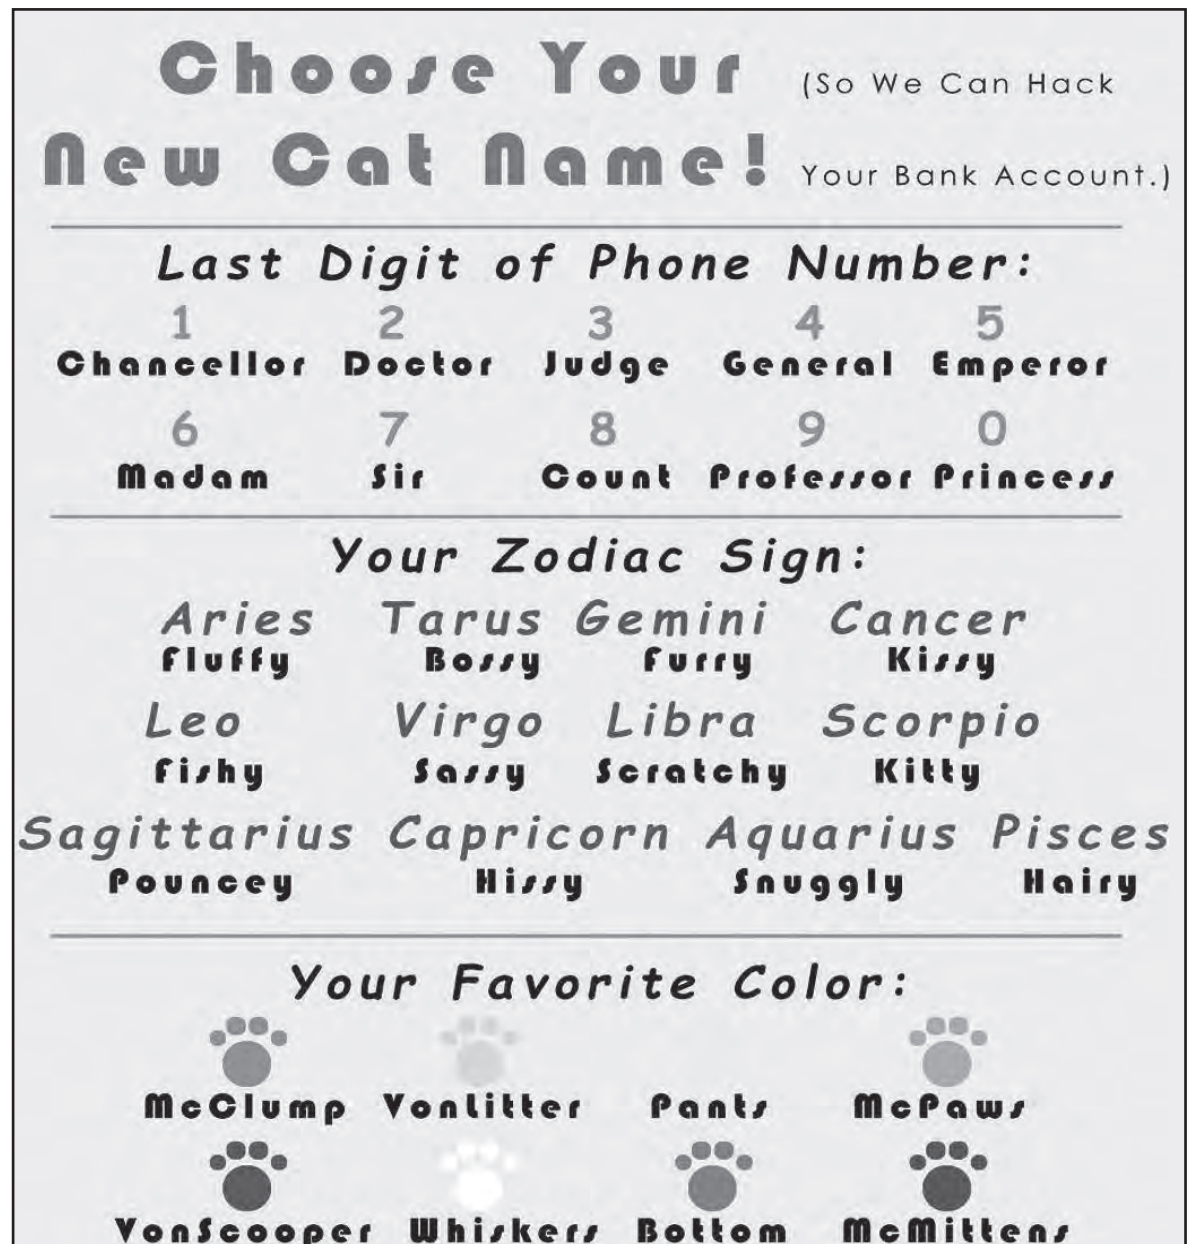 Choose Your (So We Can Hack
New Cat Name! Your Bank Account.)
Last Digit of Phone Number:
1 2 3 4 5
Chancellor Doctor Judge General Emperor
6 7 8 9 0
Madam Sir Count Professor Princess
Your Zodiac Sign:
Aries Tarus Gemini Cancer
Fluffy Bossy Furry Kissy
Leo Virgo Libra Scorpio
Fishy Sassy Scratchy Kitty
Sagittarius Capricorn Aquarius Pisces
Pouncey Hissy Snuggly Hairy
Your Favorite Color:
McClump VonLitter Pants McPaws
VonScooper Whiskers Bottom McMittens